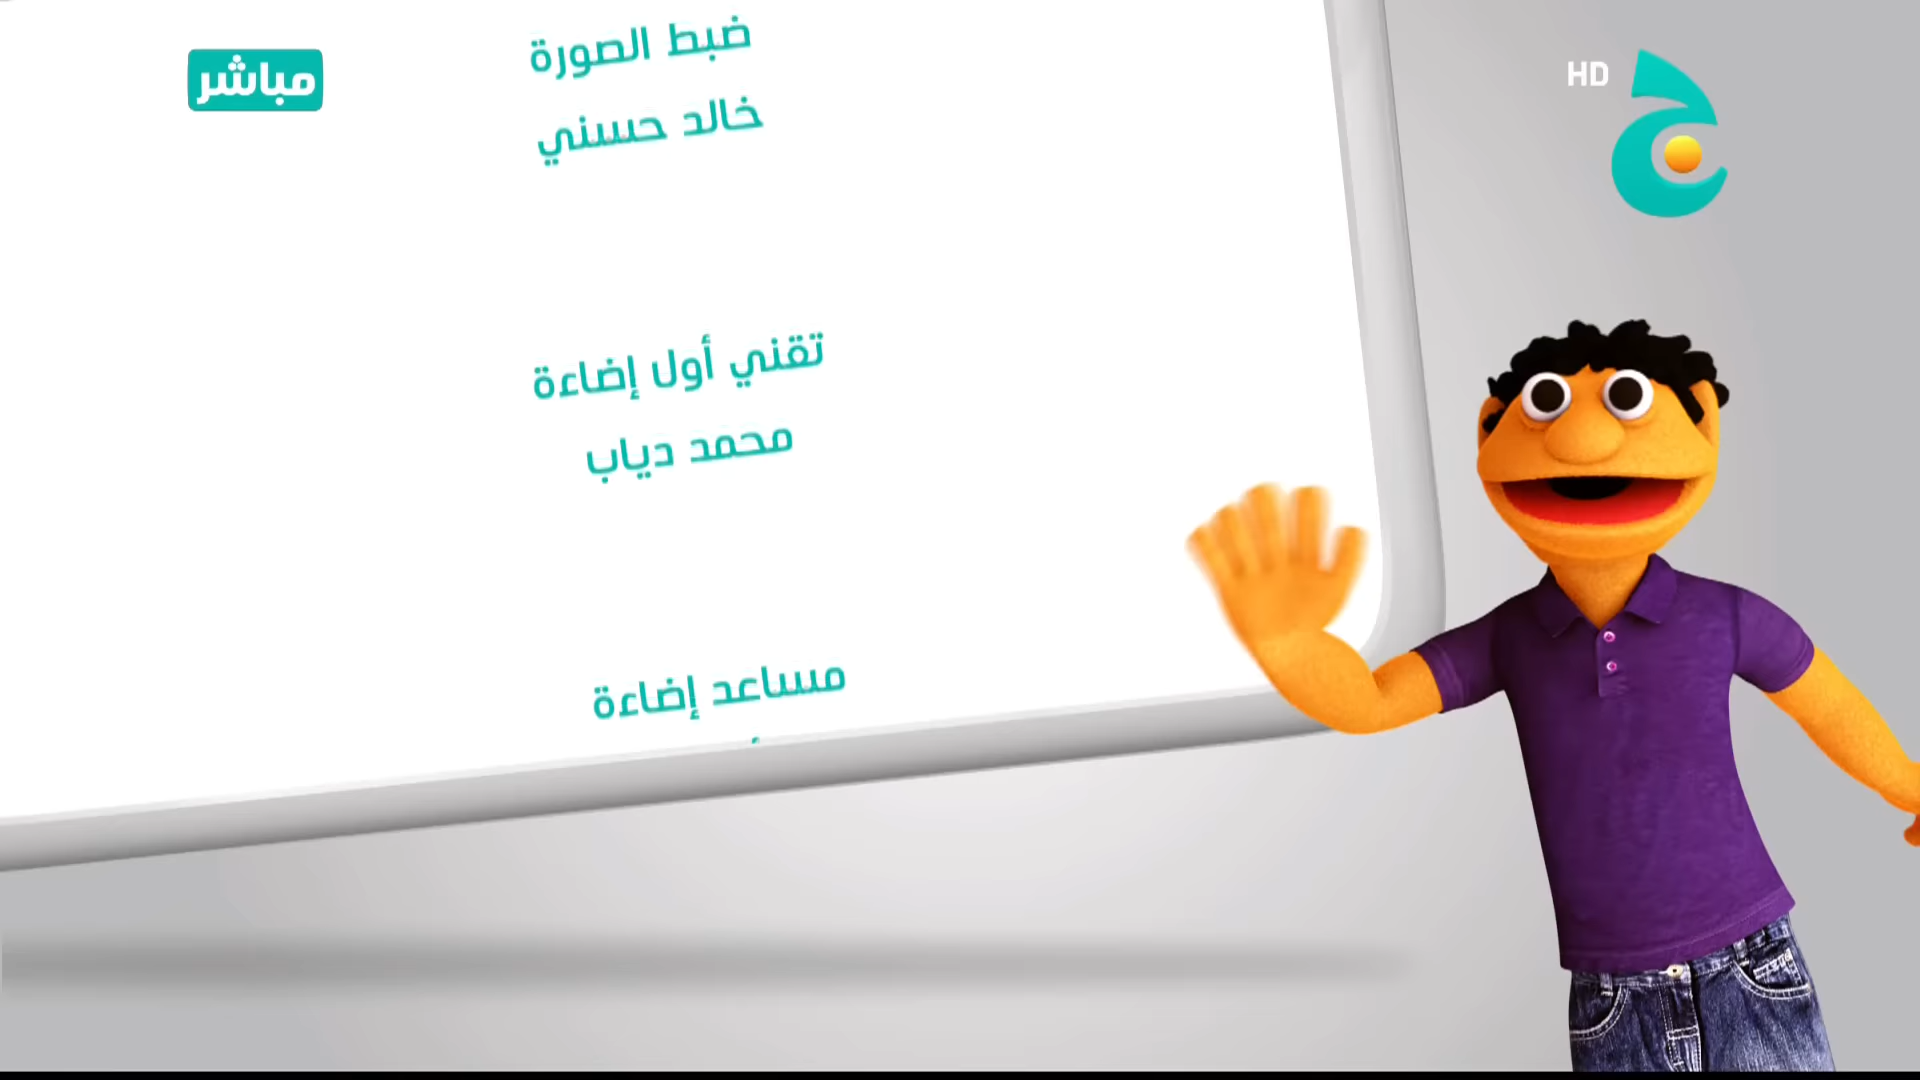 ضبط الصورة
خالد حسني
مباشر
HD
تقني أول إضاءة
محمد دياب
مساعد إضاءة